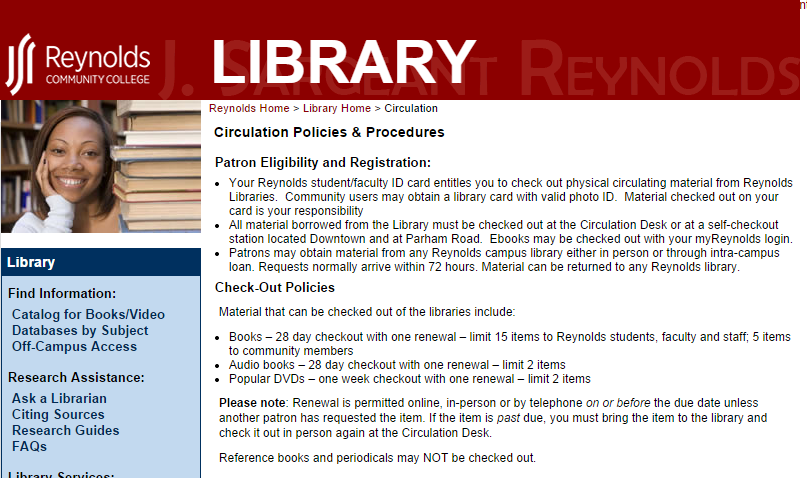 J. SARGEANT REYNOLDS
Reynolds
COMMUNITY COLLEGE
LIBRARY
Reynolds Home > Library Home > Circulation
Circulation Policies & Procedures
Patron Eligibility and Registration:
• Your Reynolds student/faculty ID card entitles you to check out physical circulating material from Reynolds
Libraries.  Community users may obtain a library card with valid photo ID.  Material checked out on your
card is your responsibility
• All material borrowed from the Library must be checked out at the Circulation Desk or at a self-checkout
station located Downtown and at Parham Road.  Ebooks may be checked out with your myReynolds login.
• Patrons may obtain material from any Reynolds campus library either in person or through intra-campus
loan. Requests normally arrive within 72 hours. Material can be returned to any Reynolds library.
Check-Out Policies
Material that can be checked out of the libraries include:
• Books – 28 day checkout with one renewal – limit 15 items to Reynolds students, faculty and staff; 5 items
to community members
• Audio books – 28 day checkout with one renewal – limit 2 items
• Popular DVDs – one week checkout with one renewal – limit 2 items
Please note: Renewal is permitted online, in-person or by telephone on or before the due date unless
another patron has requested the item. If the item is past due, you must bring the item to the library and
check it out in person again at the Circulation Desk.
Reference books and periodicals may NOT be checked out.
Library
Find Information:
Catalog for Books/Video
Databases by Subject
Off-Campus Access
Research Assistance:
Ask a Librarian
Citing Sources
Research Guides
FAQs
Library Services: